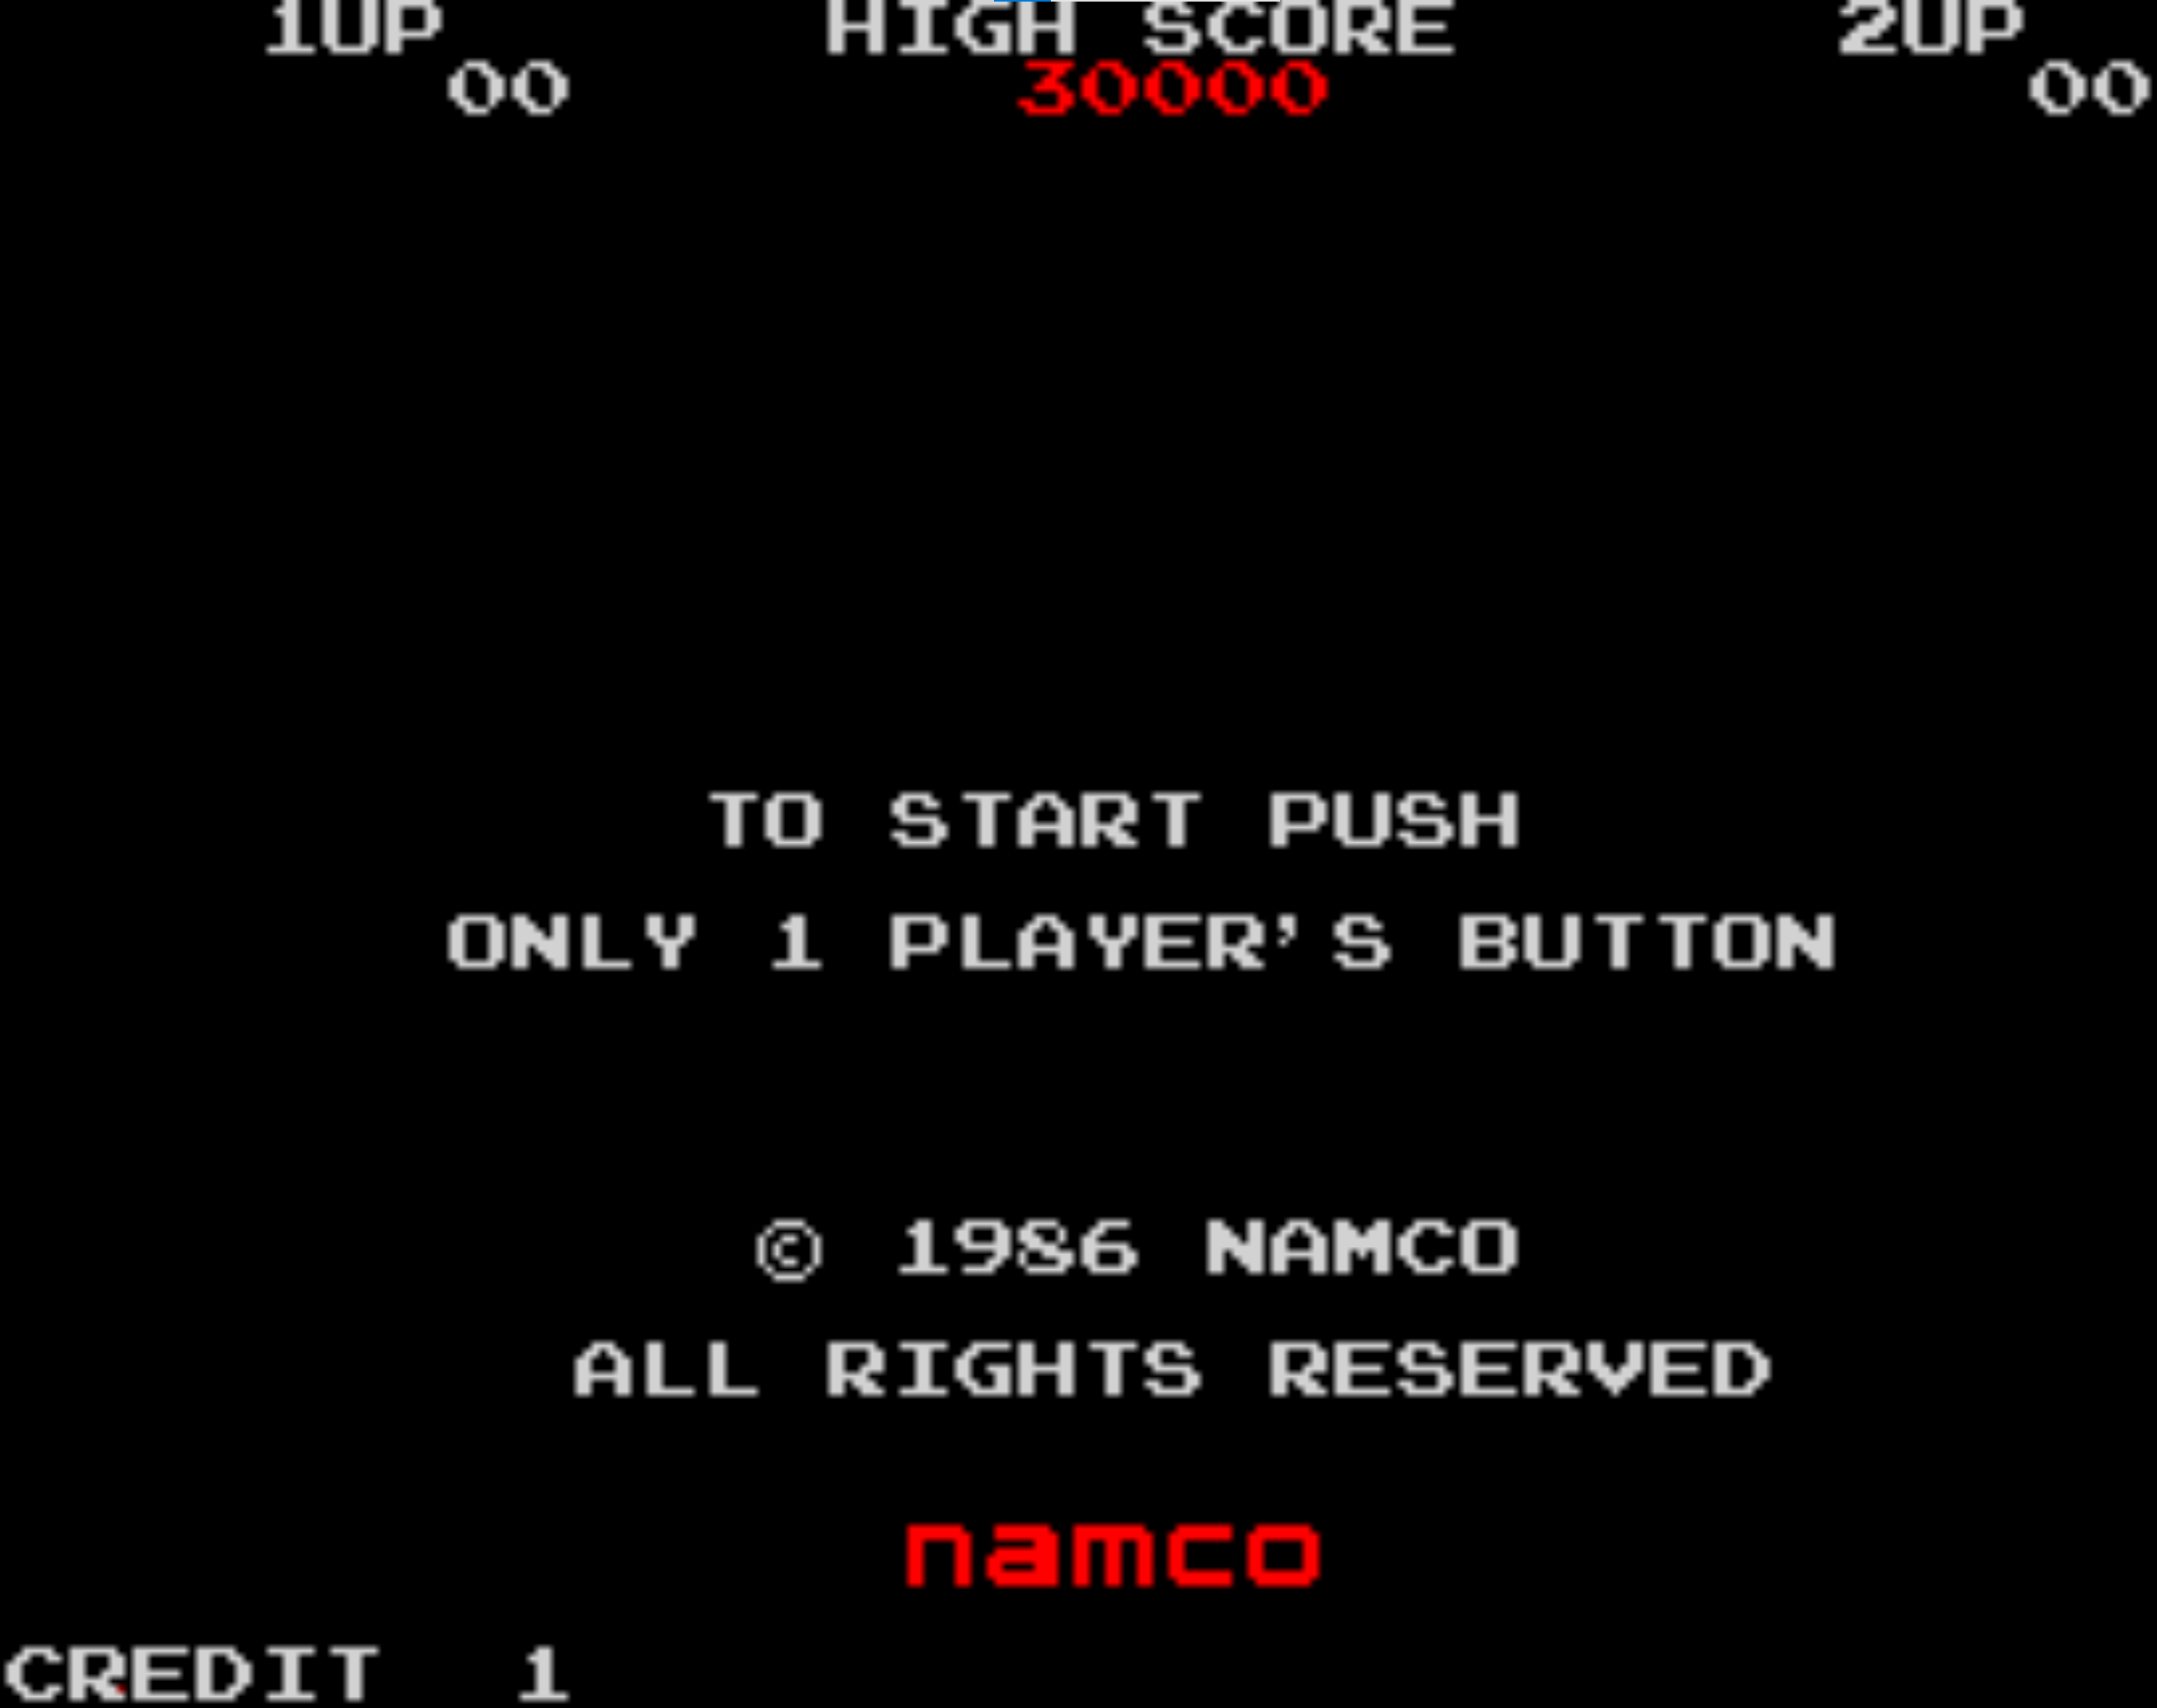 1UP HIGH SCORE 2UP
00 30000 00
TO START PUSH
ONLY 1 PLAYER'S BUTTON
© 1986 NAMCO
ALL RIGHTS RESERVED
namco
CREDIT 1